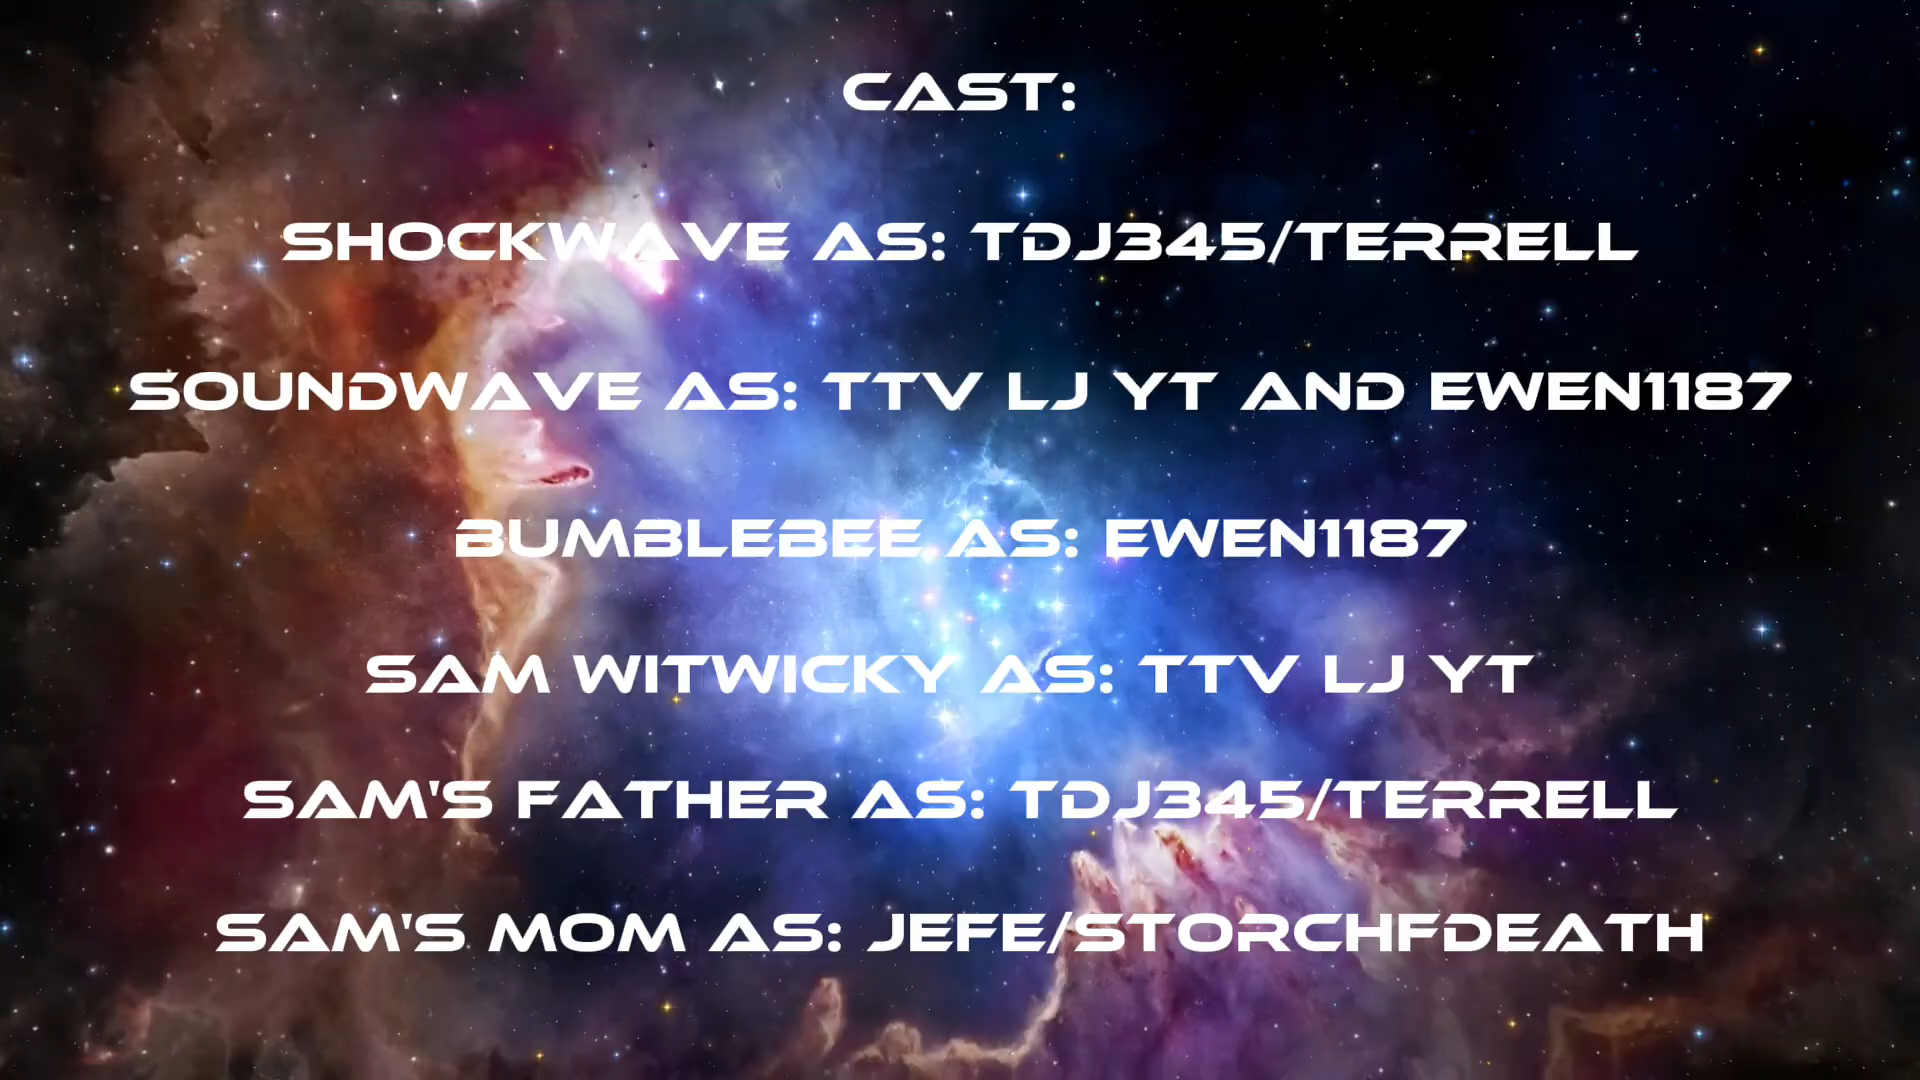 CAST:
SHOCKWAVE AS: TDJ345/TERRELL
SOUNDWAVE AS: TTV LJ YT AND EWEN1187
BUMBLEBEE AS: EWEN1187
SAM WITWICKY AS: TTV LJ YT
SAM'S FATHER AS: TDJ345/TERRELL
SAM'S MOM AS: JEFE/STORCHFDEATH